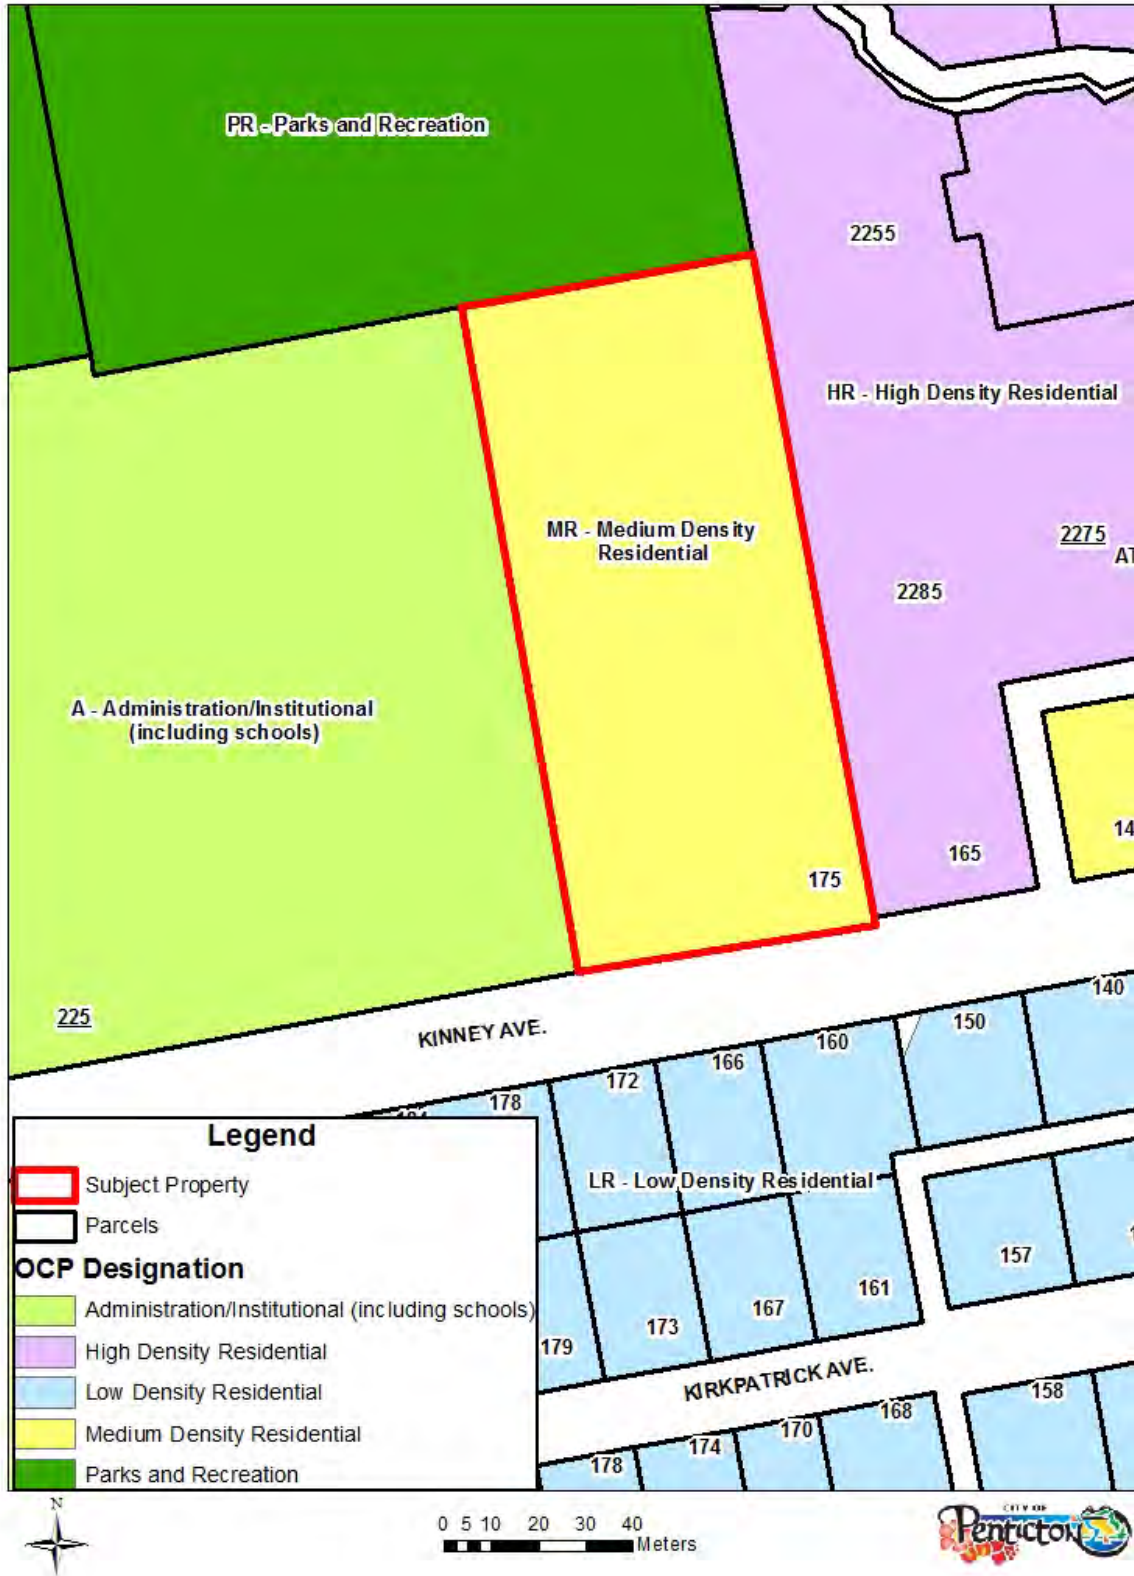 PR - Parks and Recreation
2255
HR - High Density Residential
MR - Medium Density
Residential
2275
2285
A - Administration/Institutional
(including schools)
165
175
225
KINNEY AVE.
140
150
160
166
172
178
LR - Low Density Residential
157
161
167
173
179
KIRKPATRICK AVE.
158
168
170
174
178
Legend
Subject Property
Parcels
OCP Designation
Administration/Institutional (including schools)
High Density Residential
Low Density Residential
Medium Density Residential
Parks and Recreation
N
0 5 10 20 30 40
Meters
CITY OF
Penticton